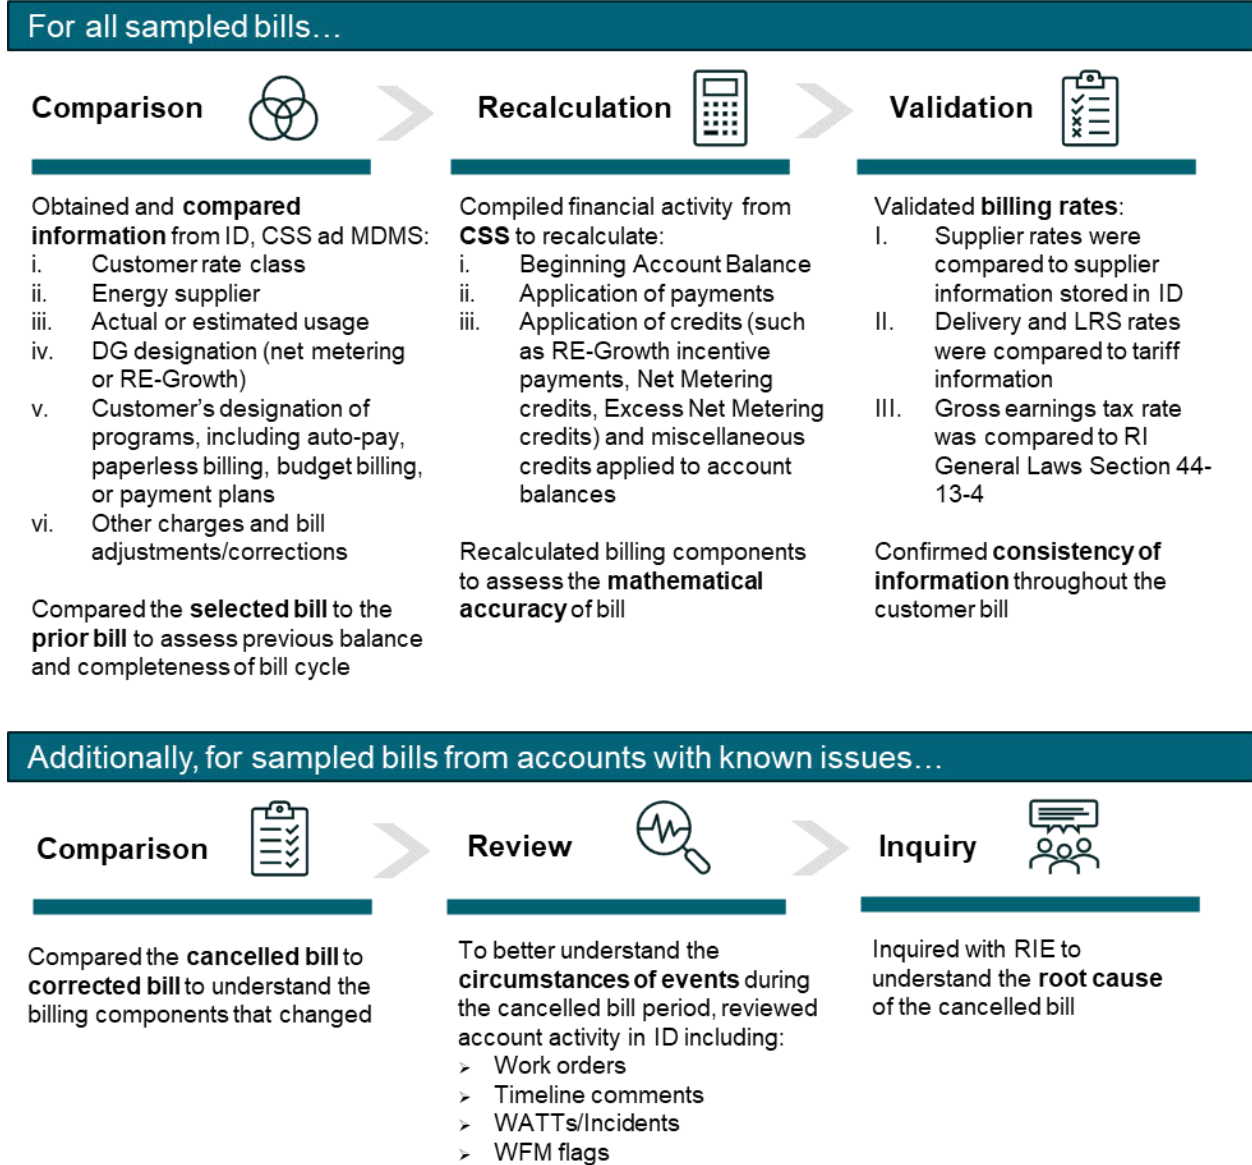 For all sampled bills…
Comparison
Recalculation
Validation
Obtained and compared
information from ID, CSS ad MDMS:
i. Customer rate class
ii. Energy supplier
iii. Actual or estimated usage
iv. DG designation (net metering
or RE-Growth)
v. Customer's designation of
programs, including auto-pay,
paperless billing, budget billing,
or payment plans
vi. Other charges and bill
adjustments/corrections
Compared the selected bill to the
prior bill to assess previous balance
and completeness of bill cycle
Compiled financial activity from
CSS to recalculate:
i. Beginning Account Balance
ii. Application of payments
iii. Application of credits (such
as RE-Growth incentive
payments, Net Metering
credits, Excess Net Metering
credits) and miscellaneous
credits applied to account
balances
Recalculated billing components
to assess the mathematical
accuracy of bill
Validated billing rates:
I. Supplier rates were
compared to supplier
information stored in ID
II. Delivery and LRS rates
were compared to tariff
information
III. Gross earnings tax rate
was compared to RI
General Laws Section 44-
13-4
Confirmed consistency of
information throughout the
customer bill
Additionally, for sampled bills from accounts with known issues…
Comparison
Review
Inquiry
Compared the cancelled bill to
corrected bill to understand the
billing components that changed
To better understand the
circumstances of events during
the cancelled bill period, reviewed
account activity in ID including:
➢ Work orders
➢ Timeline comments
➢ WATTs/Incidents
➢ WFM flags
Inquired with RIE to
understand the root cause
of the cancelled bill